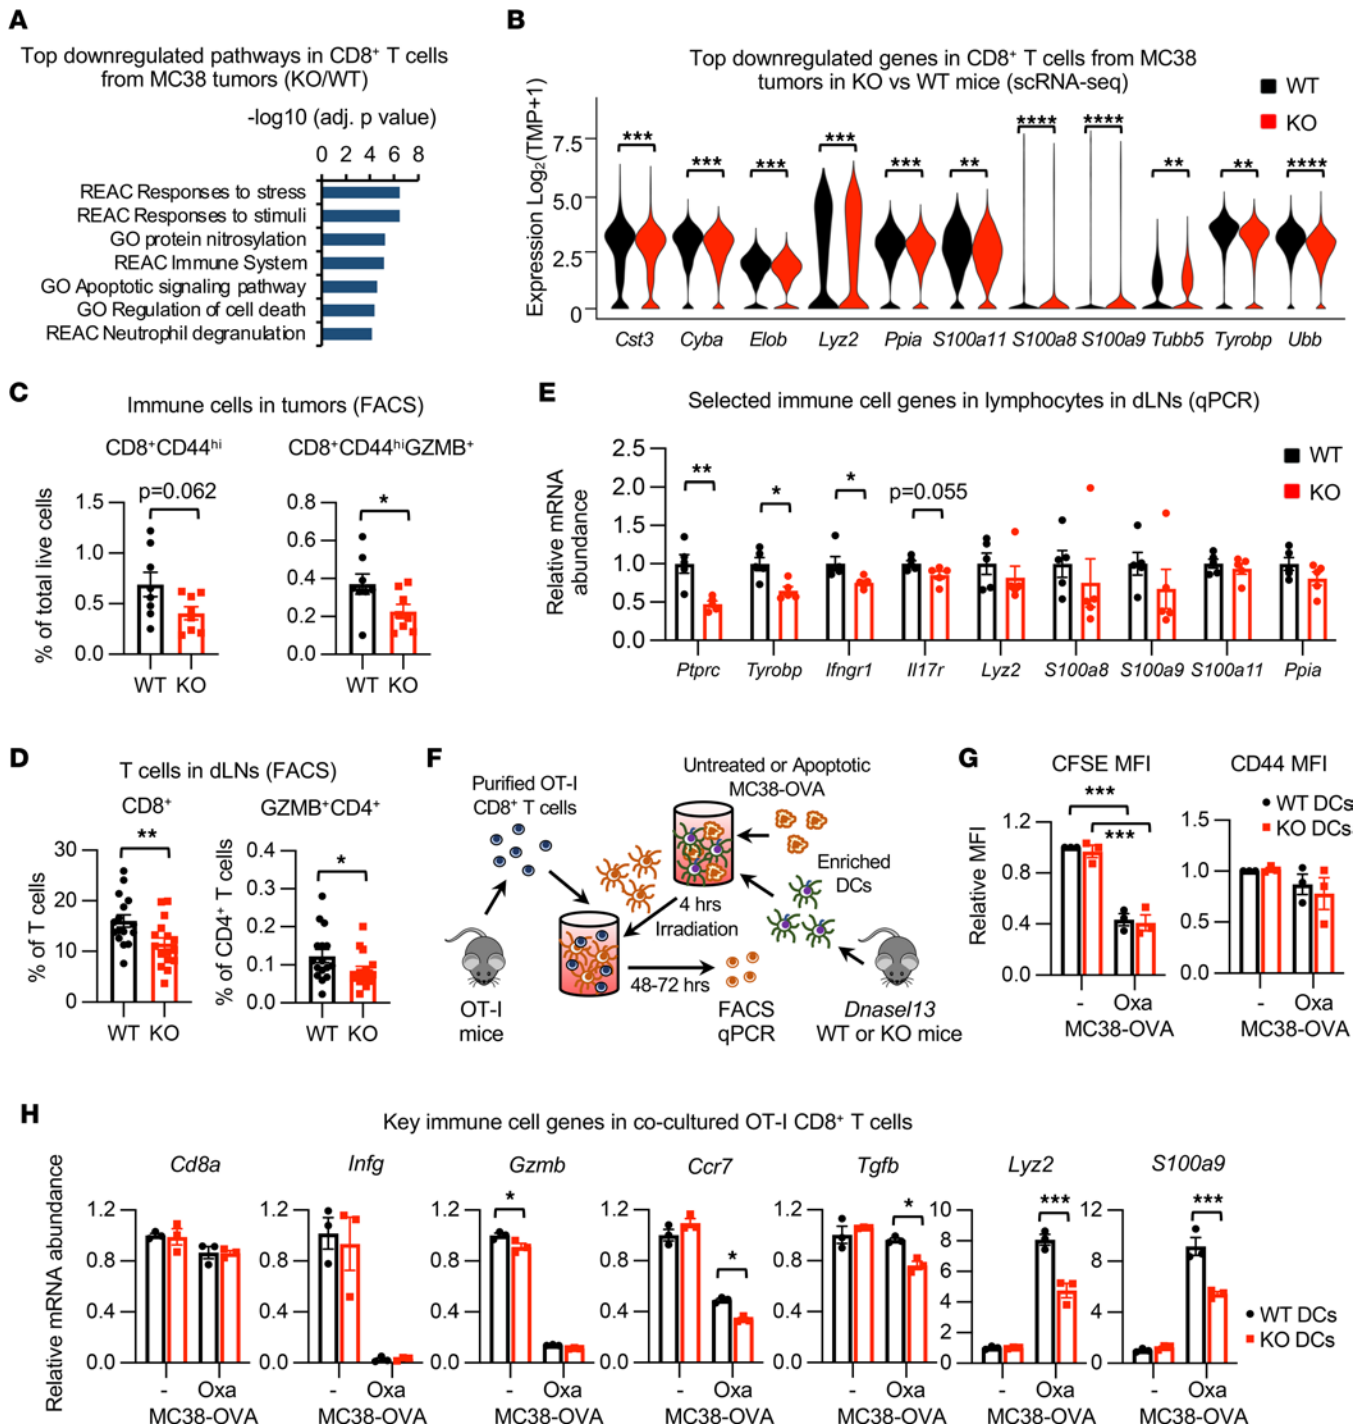 A
Top downregulated pathways in CD8⁺ T cells
from MC38 tumors (KO/WT)
-log10 (adj. p value)
0 2 4 6 8
REAC Responses to stress
REAC Responses to stimuli
GO protein nitrosylation
REAC Immune System
GO Apoptotic signaling pathway
GO Regulation of cell death
REAC Neutrophil degranulation
B
Top downregulated genes in CD8⁺ T cells from MC38
tumors in KO vs WT mice (scRNA-seq)
WT
KO
Expression Log₂(TMP+1)
7.5
5.0
2.5
0
*** *** *** *** *** ** **** **** ** ** ****
Cst3 Cyba Elob Lyz2 Ppia S100a11 S100a8 S100a9 Tubb5 Tyrobp Ubb
C
Immune cells in tumors (FACS)
CD8⁺CD44ʰⁱ
CD8⁺CD44ʰⁱGZMB⁺
% of total live cells
1.5
1.0
0.5
0.0
p=0.062
WT KO
0.8
0.6
0.4
0.2
0.0
*
WT KO
E
Selected immune cell genes in lymphocytes in dLNs (qPCR)
WT
KO
Relative mRNA
abundance
2.5
2.0
1.5
1.0
0.5
0.0
** * * p=0.055
Ptprc Tyrobp Ifngr1 Il17r Lyz2 S100a8 S100a9 S100a11 Ppia
D
T cells in dLNs (FACS)
CD8⁺
GZMB⁺CD4⁺
% of T cells
30
20
10
0
**
WT KO
% of CD4⁺ T cells
0.4
0.3
0.2
0.1
0.0
*
WT KO
F
Purified OT-I
CD8⁺ T cells
Untreated or Apoptotic
MC38-OVA
Enriched
DCs
4 hrs
Irradiation
48-72 hrs
OT-I
mice
FACS
qPCR
Dnasel13
WT or KO mice
G
CFSE MFI
CD44 MFI
WT DCs
KO DCs
Relative MFI
1.2
0.8
0.4
0.0
***
***
- Oxa
MC38-OVA
1.5
1.0
0.5
0.0
- Oxa
MC38-OVA
H
Key immune cell genes in co-cultured OT-I CD8⁺ T cells
Relative mRNA abundance
Cd8a
1.2
0.8
0.4
0.0
- Oxa
MC38-OVA
Infg
1.2
0.8
0.4
0.0
- Oxa
MC38-OVA
Gzmb
1.2
0.8
0.4
0.0
*
- Oxa
MC38-OVA
Ccr7
1.2
0.8
0.4
0.0
*
- Oxa
MC38-OVA
Tgfb
1.2
0.8
0.4
0.0
*
- Oxa
MC38-OVA
Lyz2
10
8
6
4
2
0
***
- Oxa
MC38-OVA
S100a9
12
8
4
0
***
- Oxa
MC38-OVA
WT DCs
KO DCs